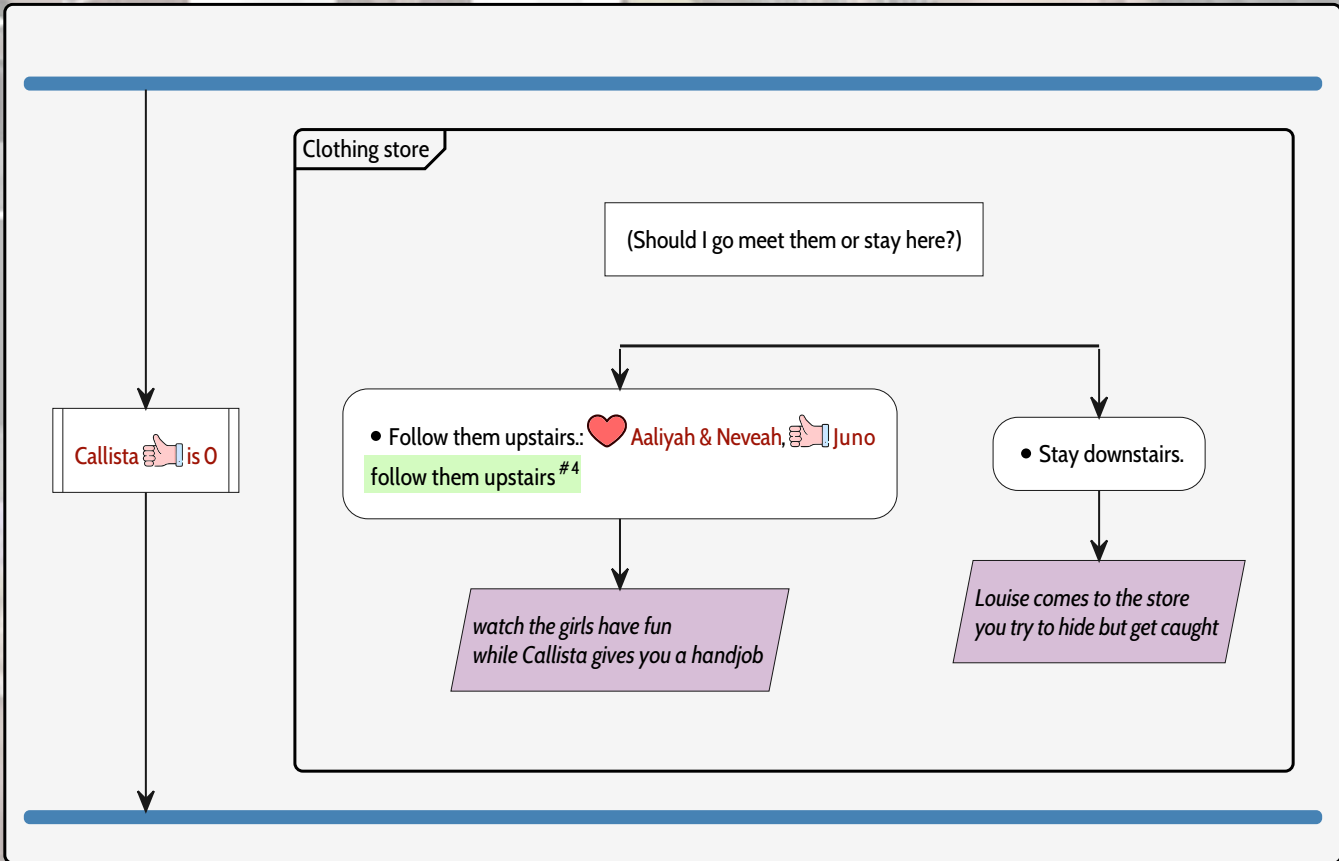 Clothing store
(Should I go meet them or stay here?)
Callista is 0
• Follow them upstairs.: Aaliyah & Neveah, Juno
follow them upstairs #4
• Stay downstairs.
watch the girls have fun
while Callista gives you a handjob
Louise comes to the store
you try to hide but get caught